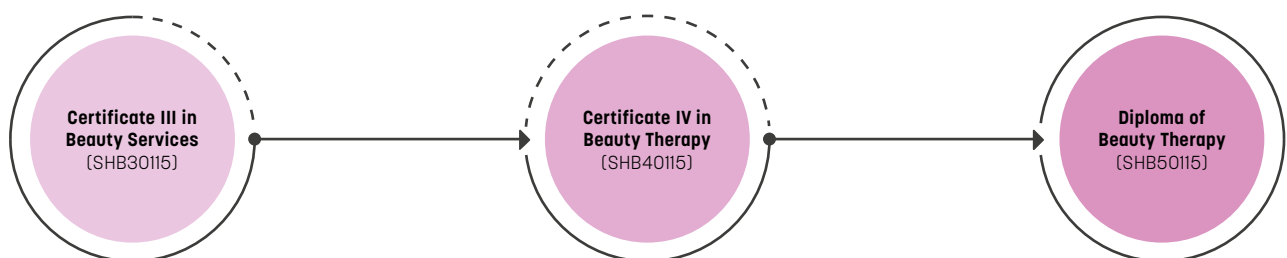 Certificate III in
Beauty Services
(SHB30115)
Certificate IV in
Beauty Therapy
(SHB40115)
Diploma of
Beauty Therapy
(SHB50115)